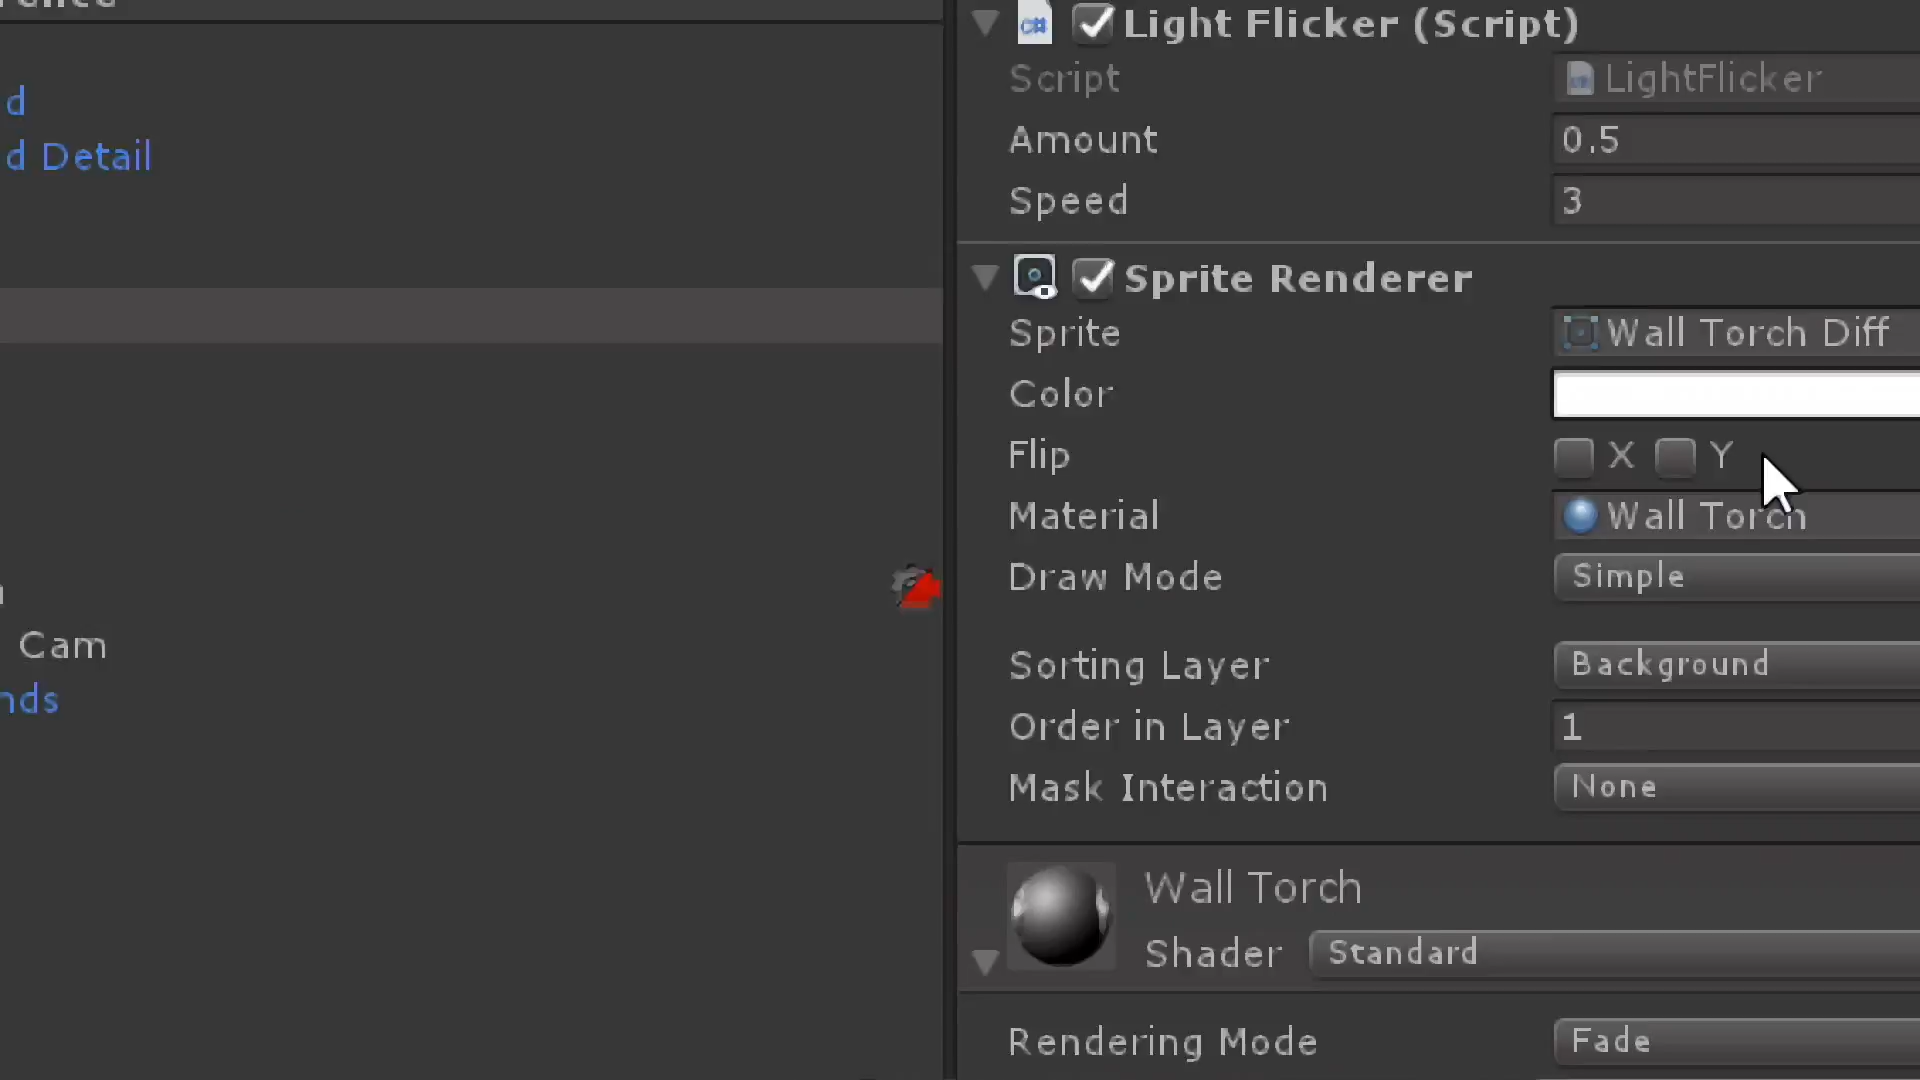 d
d Detail
Cam
nds
Light Flicker (Script)
Script LightFlicker
Amount 0.5
Speed 3
Sprite Renderer
Sprite Wall Torch Diff
Color
Flip X Y
Material Wall Torch
Draw Mode Simple
Sorting Layer Background
Order in Layer 1
Mask Interaction None
Wall Torch
Shader Standard
Rendering Mode Fade